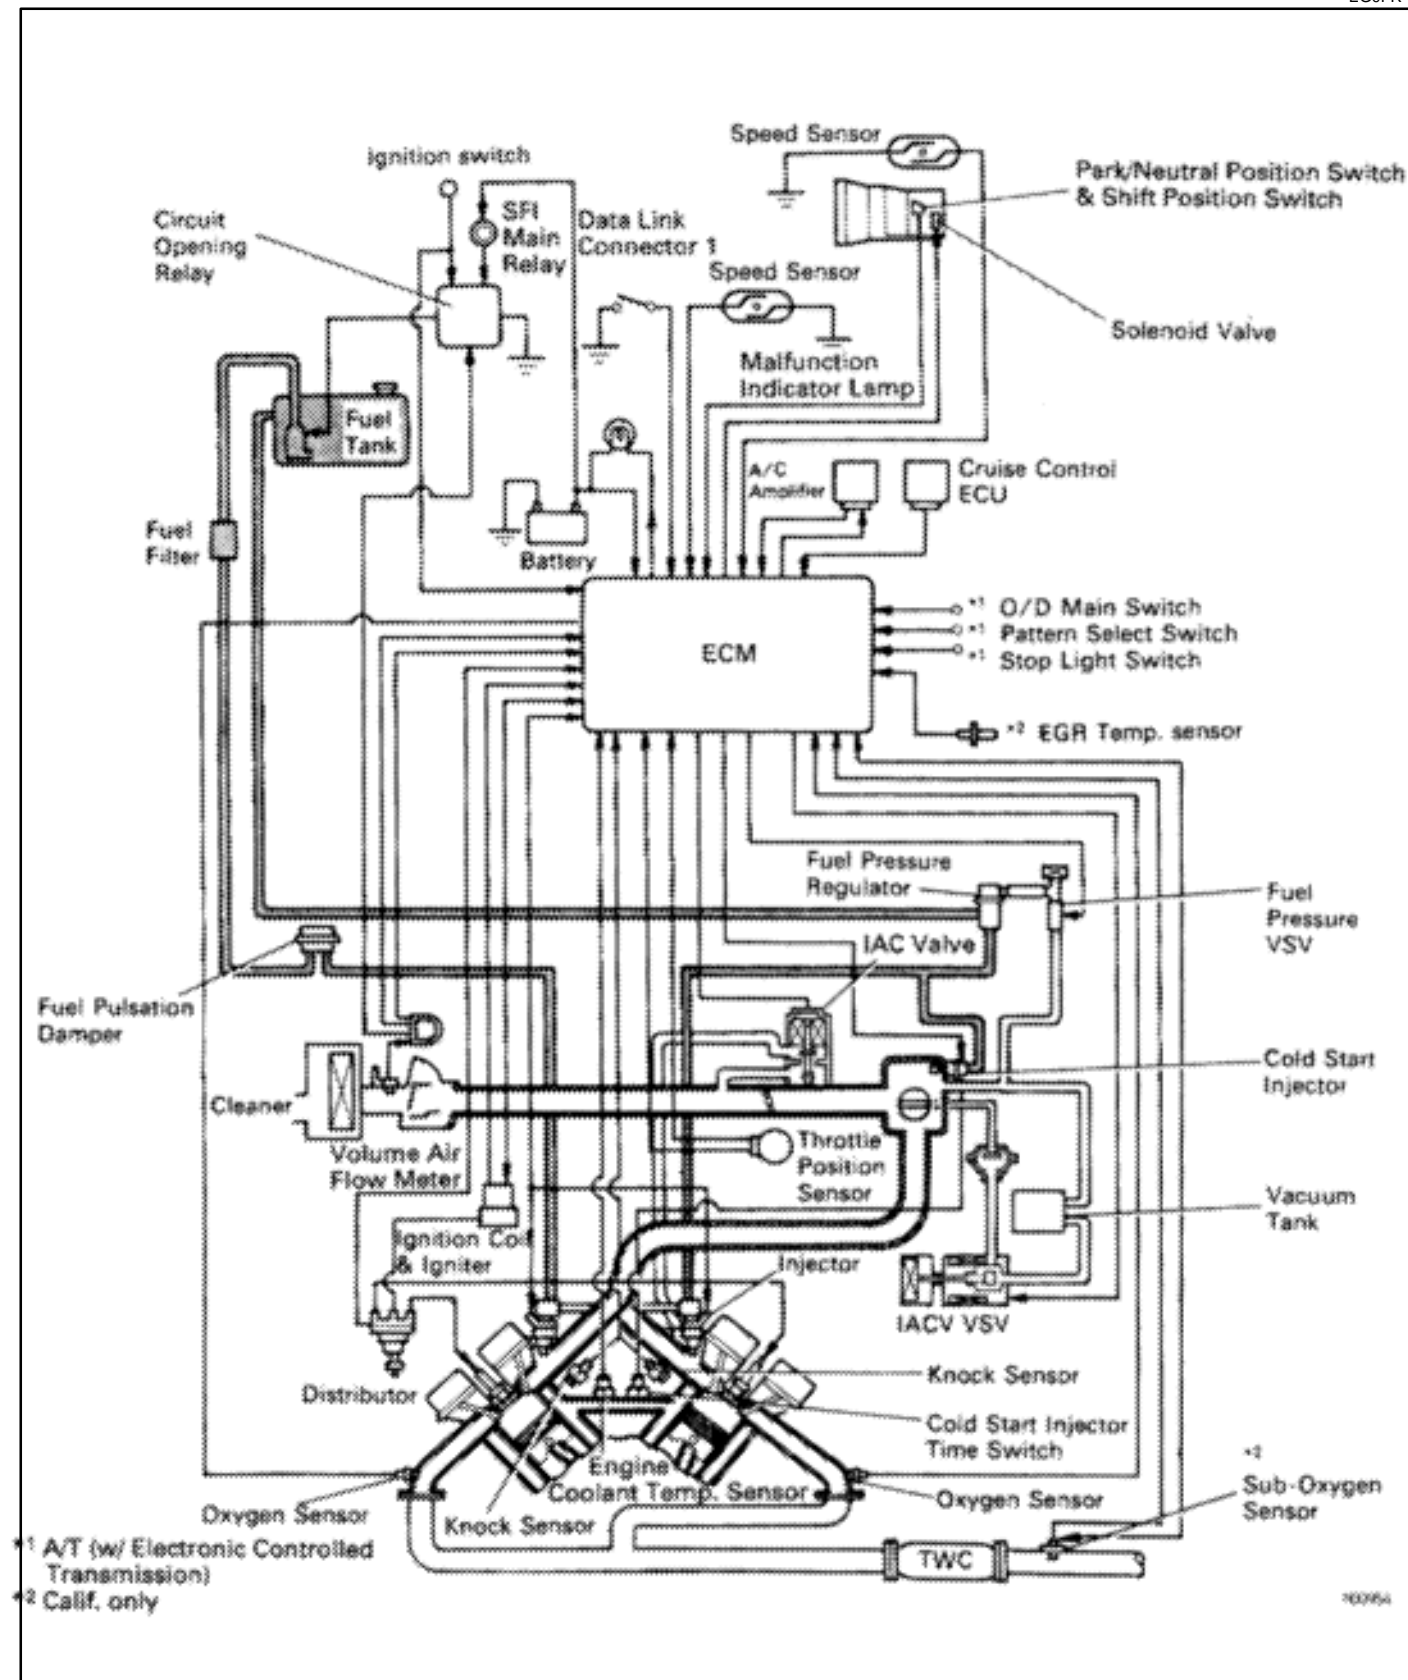 Speed Sensor
ignition switch
Park/Neutral Position Switch
& Shift Position Switch
Circuit
Opening
Relay
SFI
Main
Relay
Data Link
Connector 1
Speed Sensor
Solenoid Valve
Malfunction
Indicator Lamp
Fuel
Tank
A/C
Amplifier
Cruise Control
ECU
Fuel
Filter
Battery
ECM
*1 O/D Main Switch
*1 Pattern Select Switch
*1 Stop Light Switch
*2 EGR Temp. sensor
Fuel Pressure
Regulator
Fuel
Pressure
VSV
IAC Valve
Fuel Pulsation
Damper
Cold Start
Injector
Cleaner
Volume Air
Flow Meter
Throttle
Position
Sensor
Vacuum
Tank
Ignition Coil
& Igniter
Injector
IACV VSV
Distributor
Knock Sensor
Cold Start Injector
Time Switch
Engine
Coolant Temp. Sensor
*2
Sub-Oxygen
Sensor
Oxygen Sensor
Knock Sensor
Oxygen Sensor
TWC
*1 A/T (w/ Electronic Controlled
Transmission)
*2 Calif. only